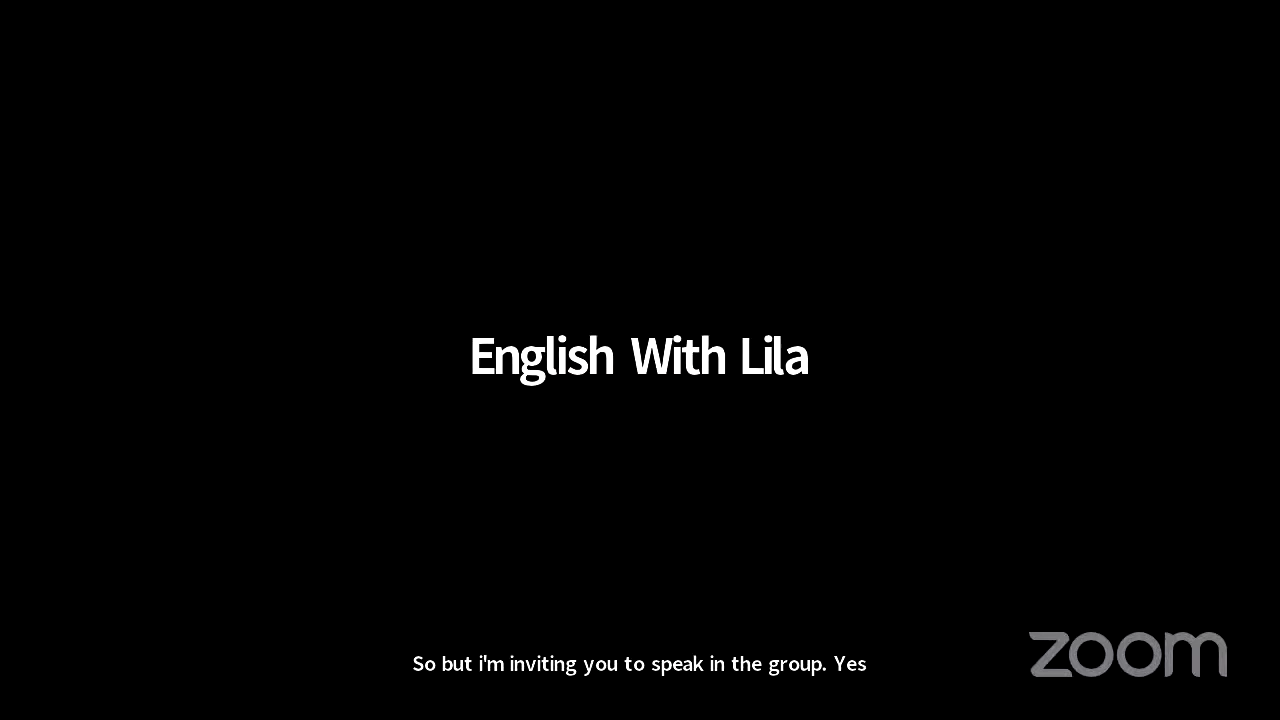 English With Lila
So but i'm inviting you to speak in the group. Yes
zoom